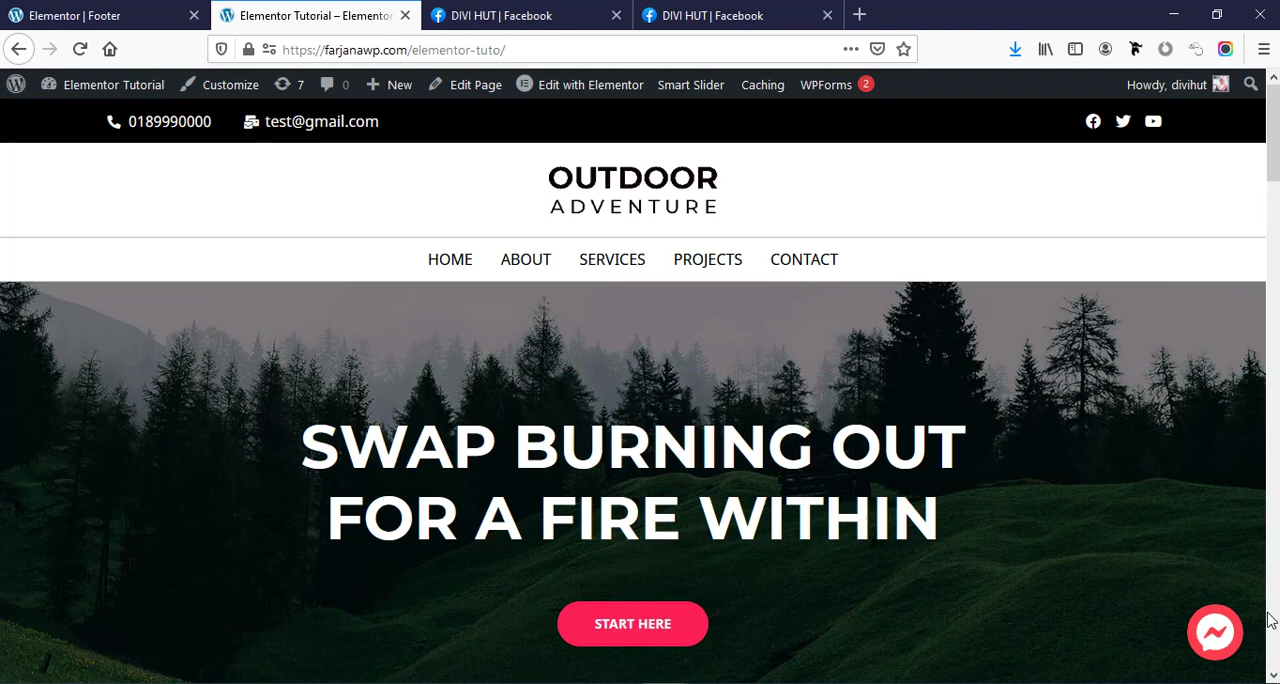 Elementor | Footer
Elementor Tutorial – Elementor
DIVI HUT | Facebook
DIVI HUT | Facebook
https://farjanawp.com/elementor-tuto/
Elementor Tutorial
Customize
7
0
New
Edit Page
Edit with Elementor
Smart Slider
Caching
WPForms 2
Howdy, divihut
0189990000
test@gmail.com
OUTDOOR
ADVENTURE
HOME ABOUT SERVICES PROJECTS CONTACT
SWAP BURNING OUT
FOR A FIRE WITHIN
START HERE